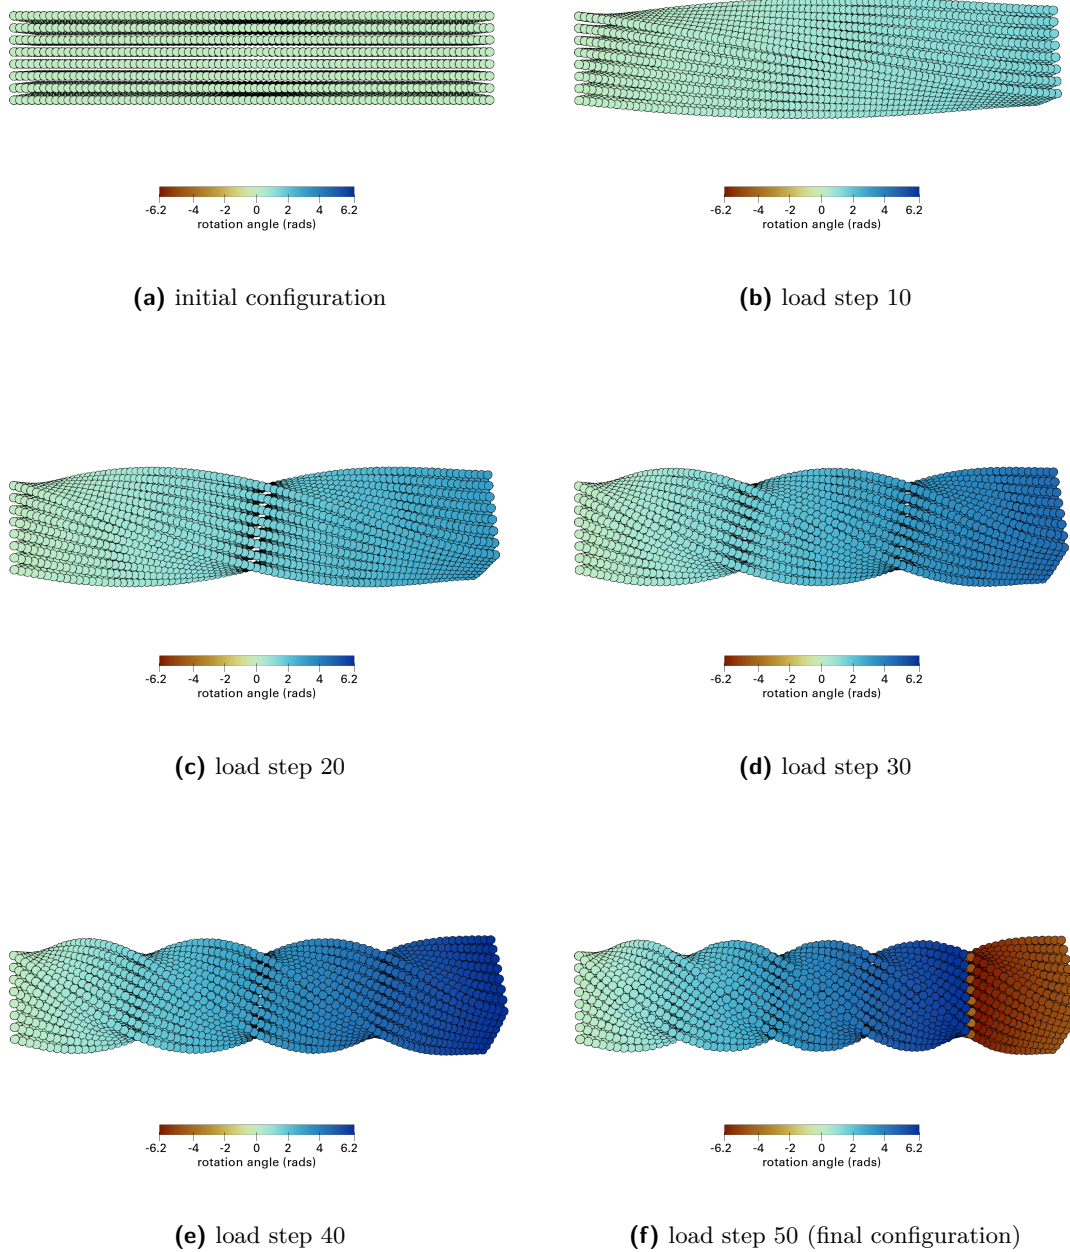 -6.2 -4 -2 0 2 4 6.2
rotation angle (rads)
-6.2 -4 -2 0 2 4 6.2
rotation angle (rads)
(a) initial configuration
(b) load step 10
-6.2 -4 -2 0 2 4 6.2
rotation angle (rads)
-6.2 -4 -2 0 2 4 6.2
rotation angle (rads)
(c) load step 20
(d) load step 30
-6.2 -4 -2 0 2 4 6.2
rotation angle (rads)
-6.2 -4 -2 0 2 4 6.2
rotation angle (rads)
(e) load step 40
(f) load step 50 (final configuration)